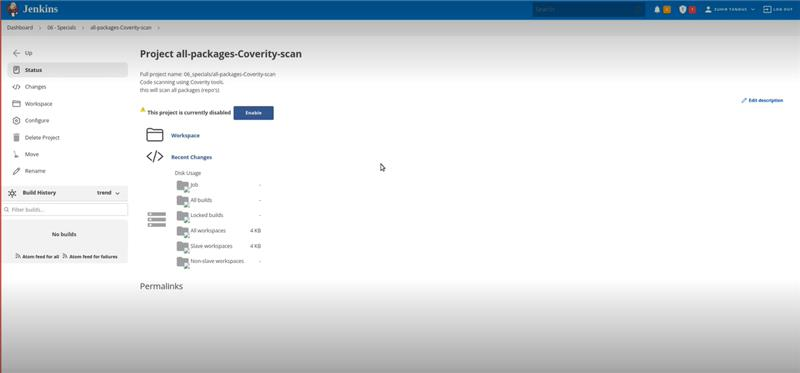 Jenkins
Search
LOG OUT
Dashboard
06 - Specials
all-packages-Coverity-scan
Up
Status
Changes
Workspace
Configure
Delete Project
Move
Rename
Build History
trend
Filter builds...
No builds
Atom feed for all
Atom feed for failures
Project all-packages-Coverity-scan
Full project name: 06_specials/all-packages-Coverity-scan
Code scanning using Coverity tools.
this will scan all packages (repo's)
Edit description
This project is currently disabled
Enable
Workspace
Recent Changes
Disk Usage
Job -
All builds -
Locked builds -
All workspaces 4 KB
Slave workspaces 4 KB
Non-slave workspaces -
Permalinks